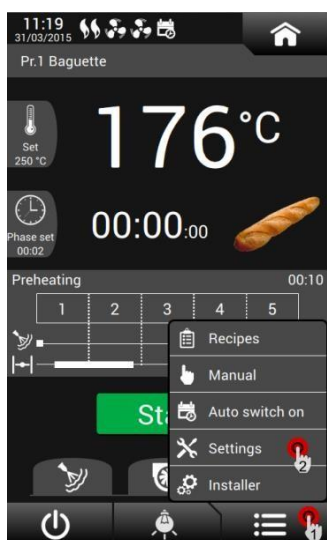 11:19
31/03/2015
Pr.1 Baguette
Set
250 °C
176°C
Phase set
00:02
00:00:00
Preheating 00:10
1 2 3 4 5
Recipes
Manual
Auto switch on
Settings
Installer
2
1